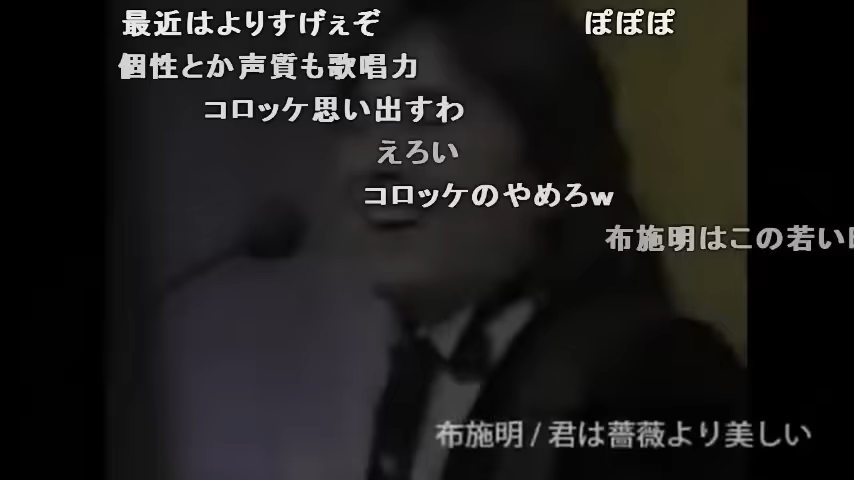 最近はよりすげぇぞ
ぽぽぽ
個性とか声質も歌唱力
コロッケ思い出すわ
えろい
コロッケのやめろw
布施明はこの若い
布施明 / 君は薔薇より美しい